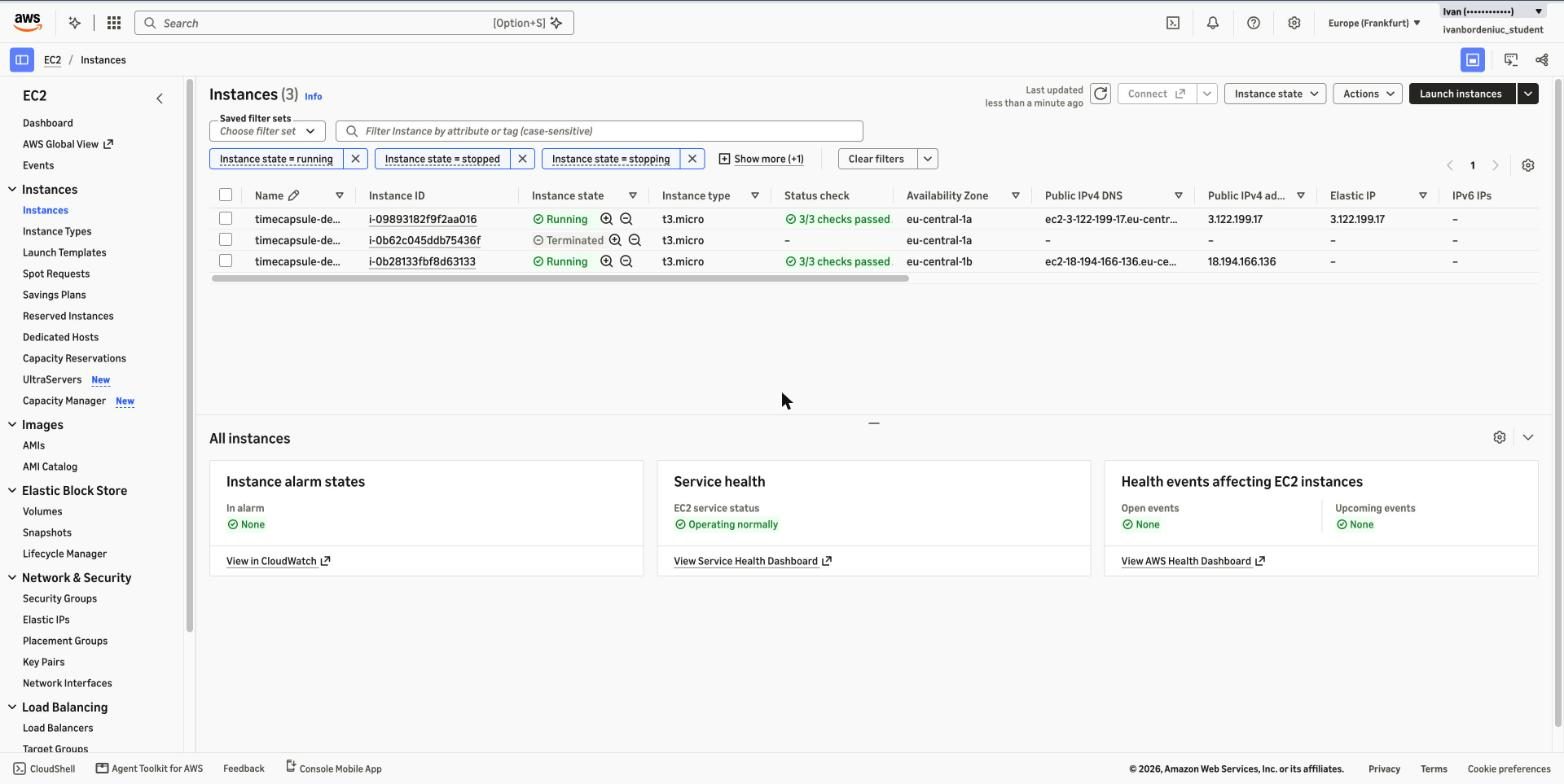 aws
Search [Option+S]
Europe (Frankfurt)
Ivan (••••••••••••)
ivanbordeniuc_student
EC2 / Instances
EC2
Dashboard
AWS Global View
Events
Instances
Instances
Instance Types
Launch Templates
Spot Requests
Savings Plans
Reserved Instances
Dedicated Hosts
Capacity Reservations
UltraServers New
Capacity Manager New
Images
AMIs
AMI Catalog
Elastic Block Store
Volumes
Snapshots
Lifecycle Manager
Network & Security
Security Groups
Elastic IPs
Placement Groups
Key Pairs
Network Interfaces
Load Balancing
Load Balancers
Target Groups
Instances (3) Info
Last updated
less than a minute ago
Connect
Instance state
Actions
Launch instances
Saved filter sets
Choose filter set
Filter Instance by attribute or tag (case-sensitive)
Instance state = running
Instance state = stopped
Instance state = stopping
Show more (+1)
Clear filters
1
Name Instance ID Instance state Instance type Status check Availability Zone Public IPv4 DNS Public IPv4 ad... Elastic IP IPv6 IPs
timecapsule-de... i-09893182f9f2aa016 Running t3.micro 3/3 checks passed eu-central-1a ec2-3-122-199-17.eu-centr... 3.122.199.17 3.122.199.17 –
timecapsule-de... i-0b62c045ddb75436f Terminated t3.micro – eu-central-1a – – – –
timecapsule-de... i-0b28133fbf8d63133 Running t3.micro 3/3 checks passed eu-central-1b ec2-18-194-166-136.eu-ce... 18.194.166.136 – –
All instances
Instance alarm states
In alarm
None
View in CloudWatch
Service health
EC2 service status
Operating normally
View Service Health Dashboard
Health events affecting EC2 instances
Open events Upcoming events
None None
View AWS Health Dashboard
CloudShell Agent Toolkit for AWS Feedback Console Mobile App
© 2026, Amazon Web Services, Inc. or its affiliates. Privacy Terms Cookie preferences